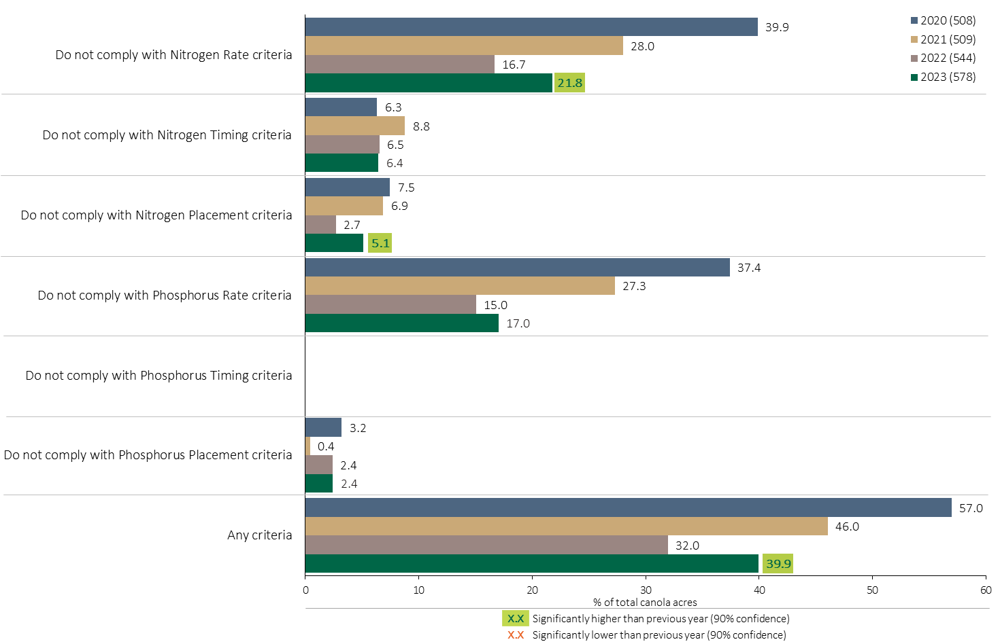 2020 (508)
2021 (509)
2022 (544)
2023 (578)
Do not comply with Nitrogen Rate criteria
39.9
28.0
16.7
21.8
Do not comply with Nitrogen Timing criteria
6.3
8.8
6.5
6.4
Do not comply with Nitrogen Placement criteria
7.5
6.9
2.7
5.1
Do not comply with Phosphorus Rate criteria
37.4
27.3
15.0
17.0
Do not comply with Phosphorus Timing criteria
Do not comply with Phosphorus Placement criteria
3.2
0.4
2.4
2.4
Any criteria
57.0
46.0
32.0
39.9
0 10 20 30 40 50 60
% of total canola acres
X.X Significantly higher than previous year (90% confidence)
X.X Significantly lower than previous year (90% confidence)